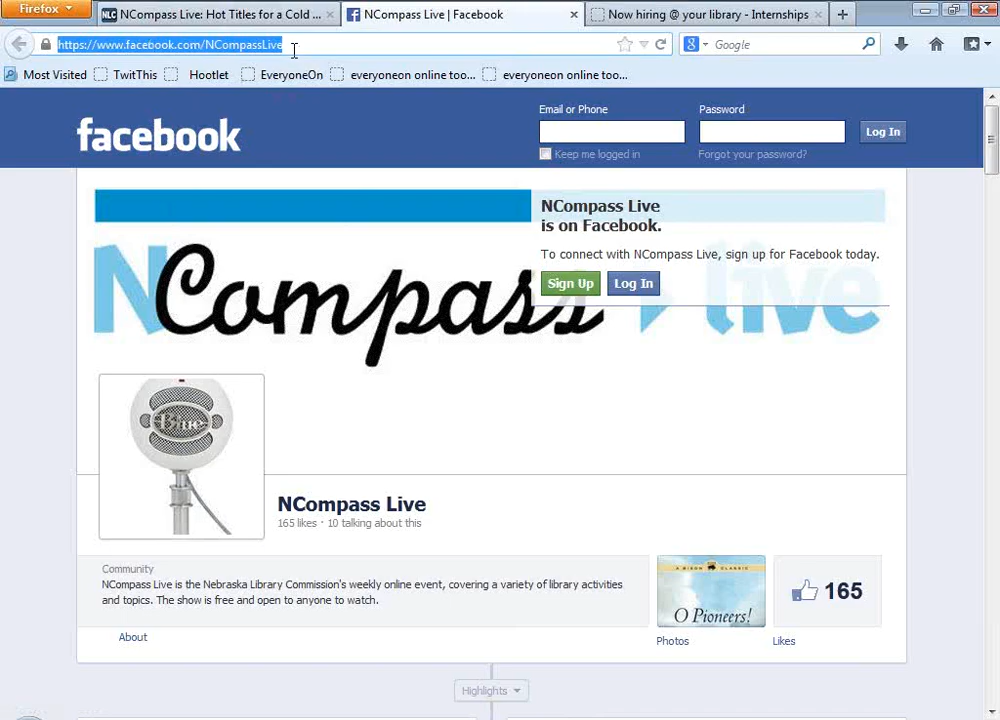 Firefox
NCompass Live: Hot Titles for a Cold ...
NCompass Live | Facebook
Now hiring @ your library - Internships
https://www.facebook.com/NCompassLive
Google
Most Visited
TwitThis
Hootlet
EveryoneOn
everyoneon online too...
everyoneon online too...
facebook
Email or Phone
Password
Log In
Keep me logged in
Forgot your password?
NCompass live
NCompass Live
is on Facebook.
To connect with NCompass Live, sign up for Facebook today.
Sign Up
Log In
Blue
NCompass Live
165 likes · 10 talking about this
Community
NCompass Live is the Nebraska Library Commission's weekly online event, covering a variety of library activities
and topics. The show is free and open to anyone to watch.
About
A BISON CLASSIC
O Pioneers!
Photos
165
Likes
Highlights